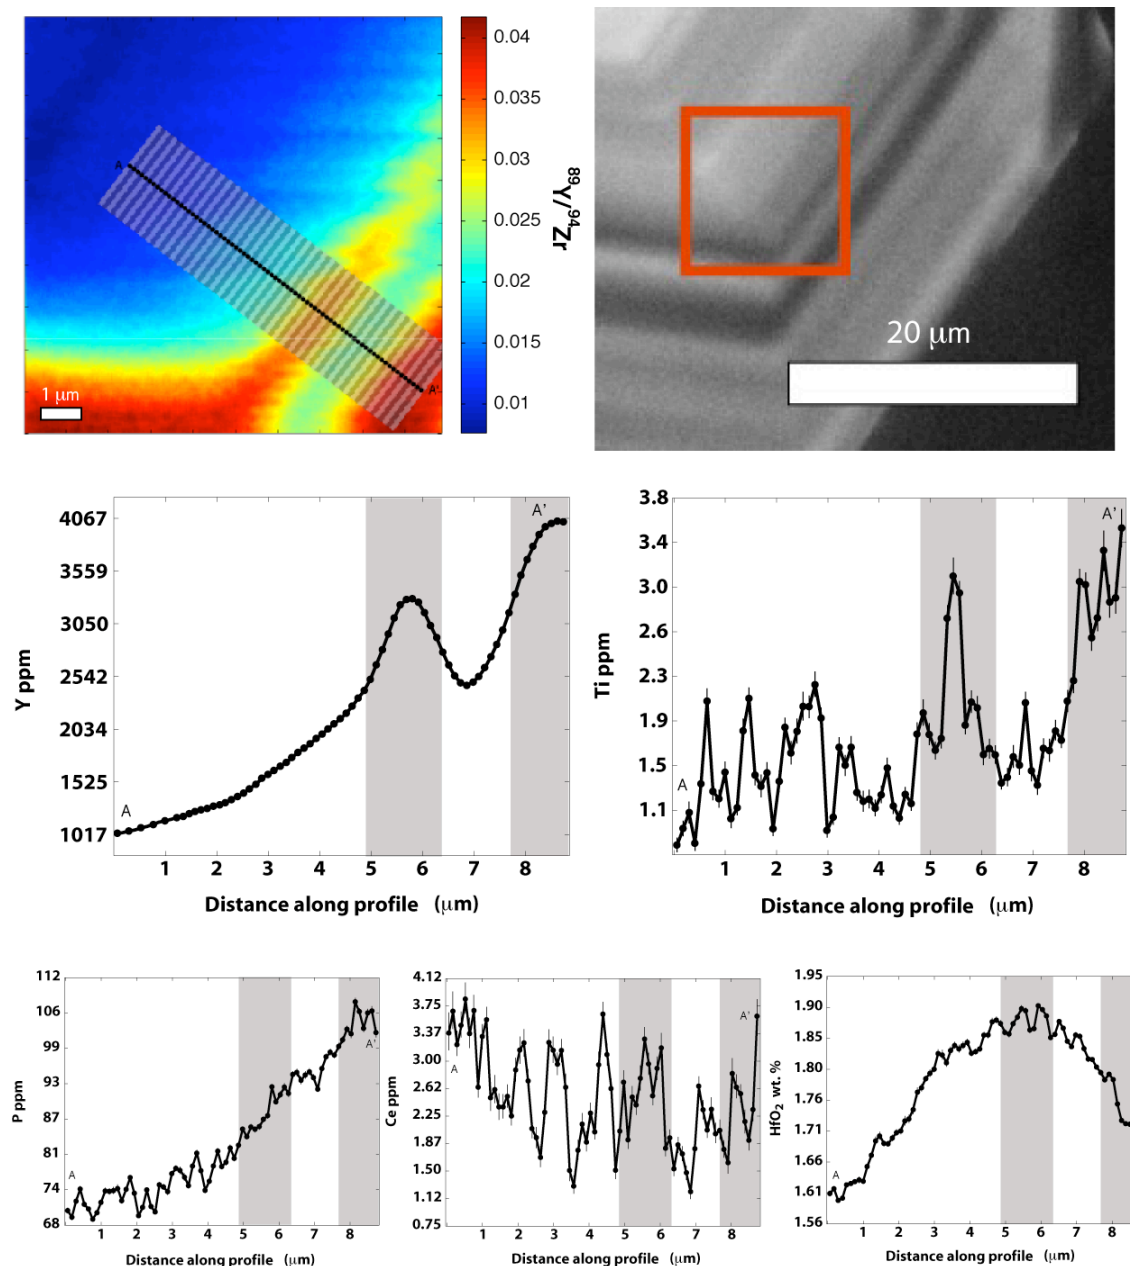 0.04
0.035
0.03
0.025
0.02
0.015
0.01
⁸⁹Y/⁹⁴Zr
A
A'
1 μm
20 μm
4067
3559
3050
2542
2034
1525
1017
Y ppm
A
A'
1 2 3 4 5 6 7 8
Distance along profile (μm)
3.8
3.4
3.0
2.6
2.3
1.9
1.5
1.1
Ti ppm
A
A'
1 2 3 4 5 6 7 8
Distance along profile (μm)
112
106
99
93
87
81
74
68
P ppm
A
A'
1 2 3 4 5 6 7 8
Distance along profile (μm)
4.12
3.75
3.37
3.00
2.62
2.25
1.87
1.50
1.12
0.75
Ce ppm
A
A'
1 2 3 4 5 6 7 8
Distance along profile (μm)
1.95
1.90
1.85
1.80
1.76
1.71
1.66
1.61
1.56
HfO₂ wt. %
A
A'
1 2 3 4 5 6 7 8
Distance along profile (μm)